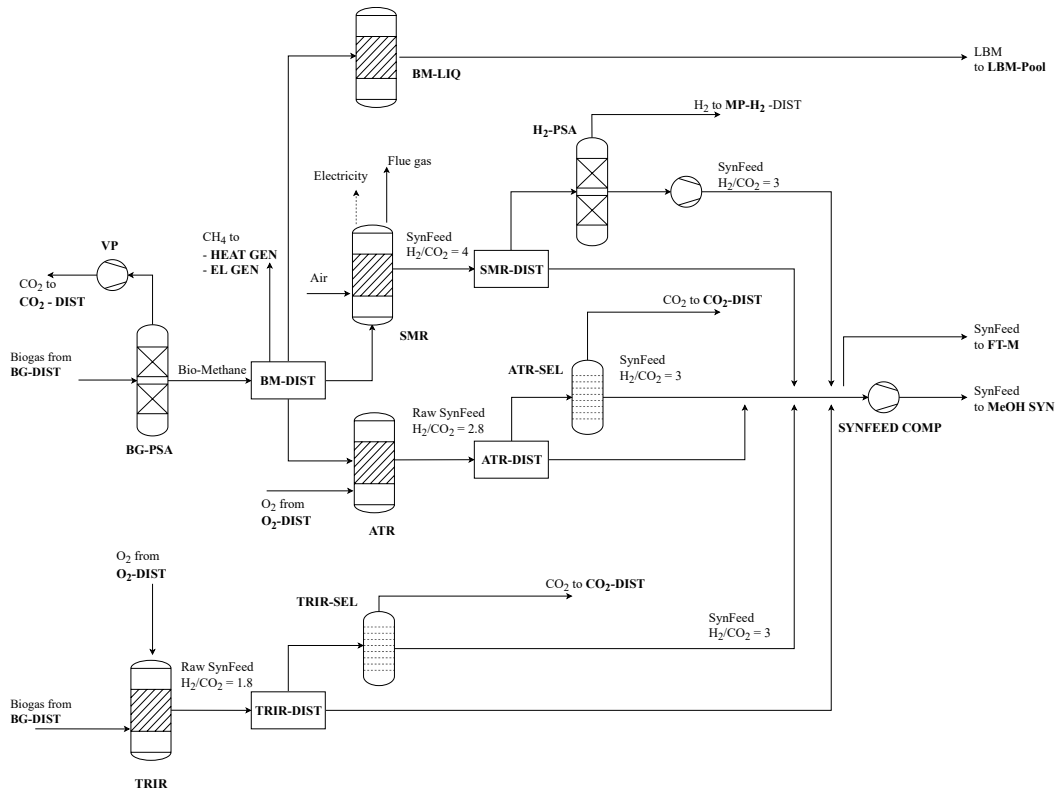 LBM
to LBM-Pool
BM-LIQ
H2 to MP-H2 -DIST
H2-PSA
Flue gas
Electricity
SynFeed
H2/CO2 = 3
CH4 to
- HEAT GEN
- EL GEN
SynFeed
H2/CO2 = 4
VP
SMR-DIST
Air
CO2 to
CO2 - DIST
CO2 to CO2-DIST
SMR
SynFeed
to FT-M
Biogas from
BG-DIST
Bio-Methane
BM-DIST
ATR-SEL
SynFeed
H2/CO2 = 3
SynFeed
to MeOH SYN
SYNFEED COMP
BG-PSA
Raw SynFeed
H2/CO2 = 2.8
ATR-DIST
O2 from
O2-DIST
ATR
O2 from
O2-DIST
CO2 to CO2-DIST
TRIR-SEL
SynFeed
H2/CO2 = 3
Raw SynFeed
H2/CO2 = 1.8
Biogas from
BG-DIST
TRIR-DIST
TRIR